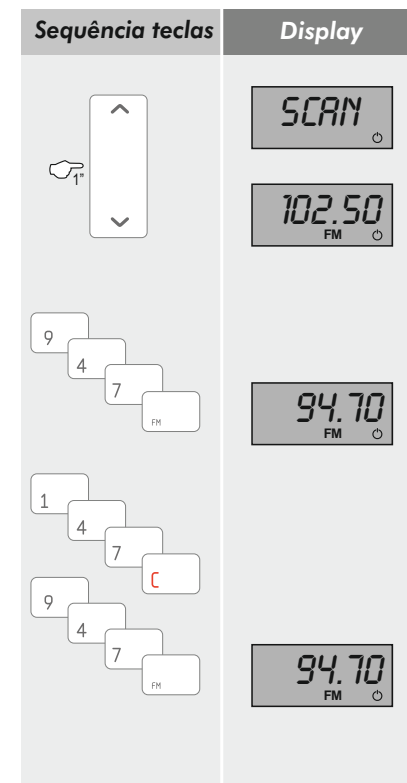 Sequência teclas Display
SCAN
1"
102.50
FM
9
4
7
FM
94.70
FM
1
4
7
C
9
4
7
FM
94.70
FM